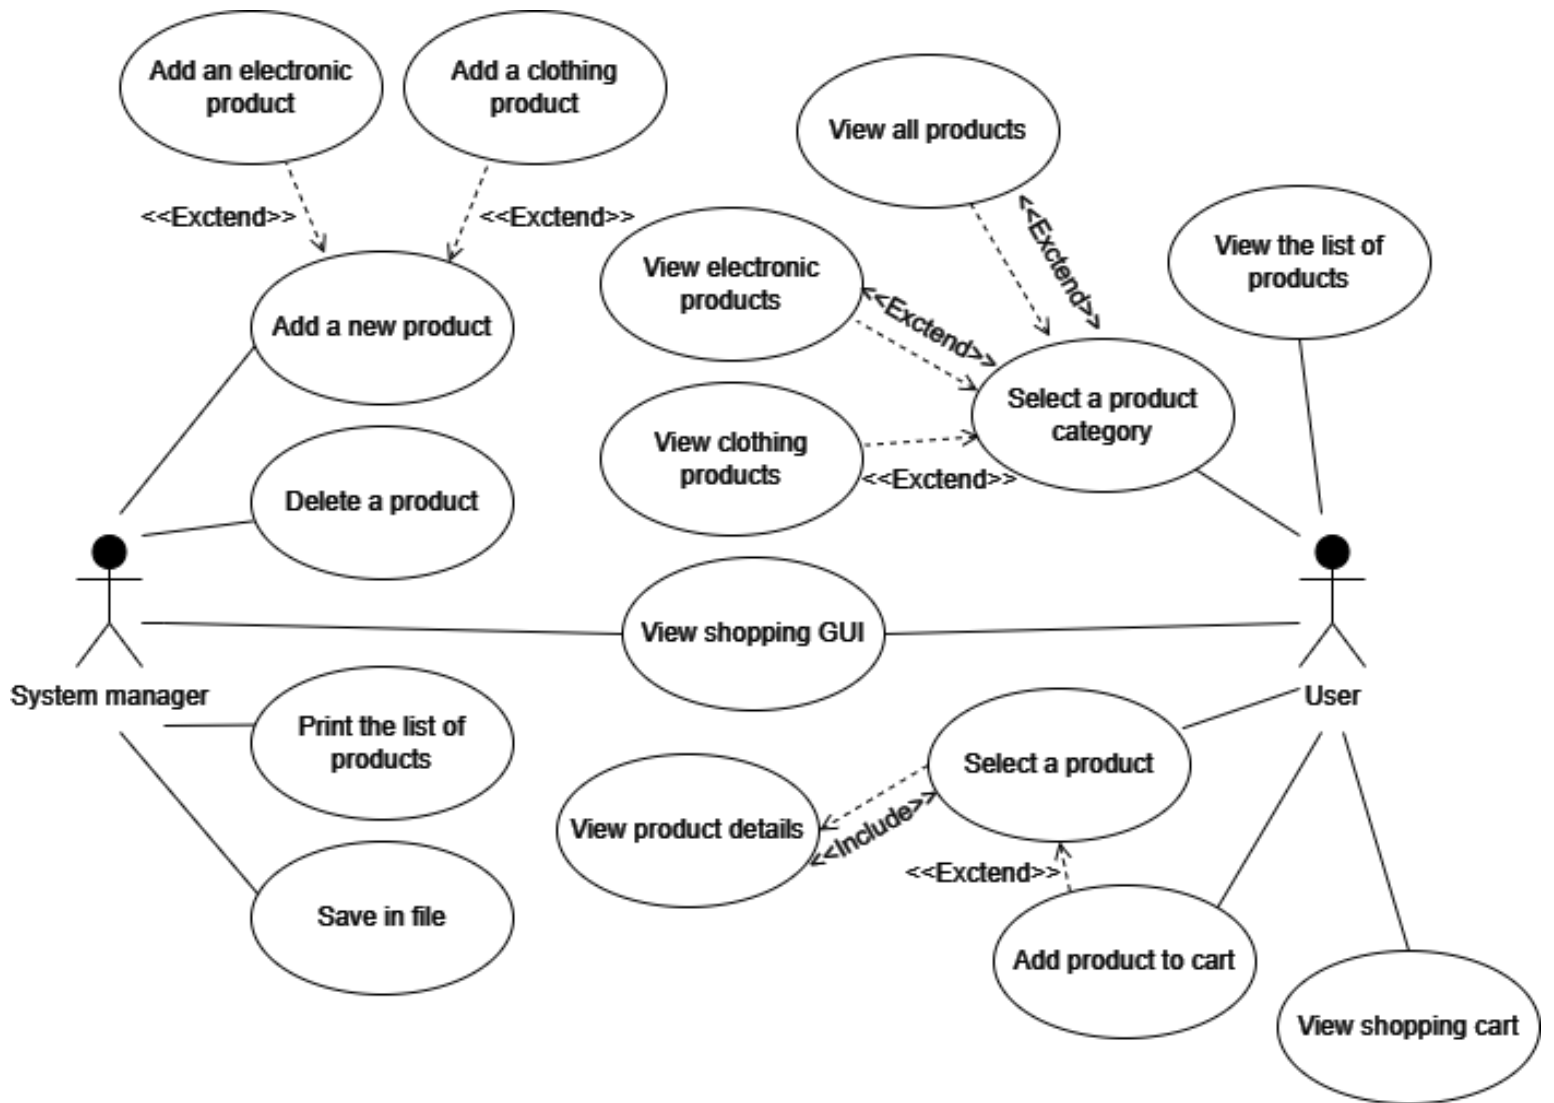 Add an electronic
product
Add a clothing
product
View all products
<<Exctend>>
<<Exctend>>
<<Exctend>>
View the list of
products
View electronic
products
<<Exctend>>
Add a new product
Select a product
category
View clothing
products
<<Exctend>>
Delete a product
View shopping GUI
System manager
User
Print the list of
products
Select a product
View product details
<<Include>>
<<Exctend>>
Save in file
Add product to cart
View shopping cart